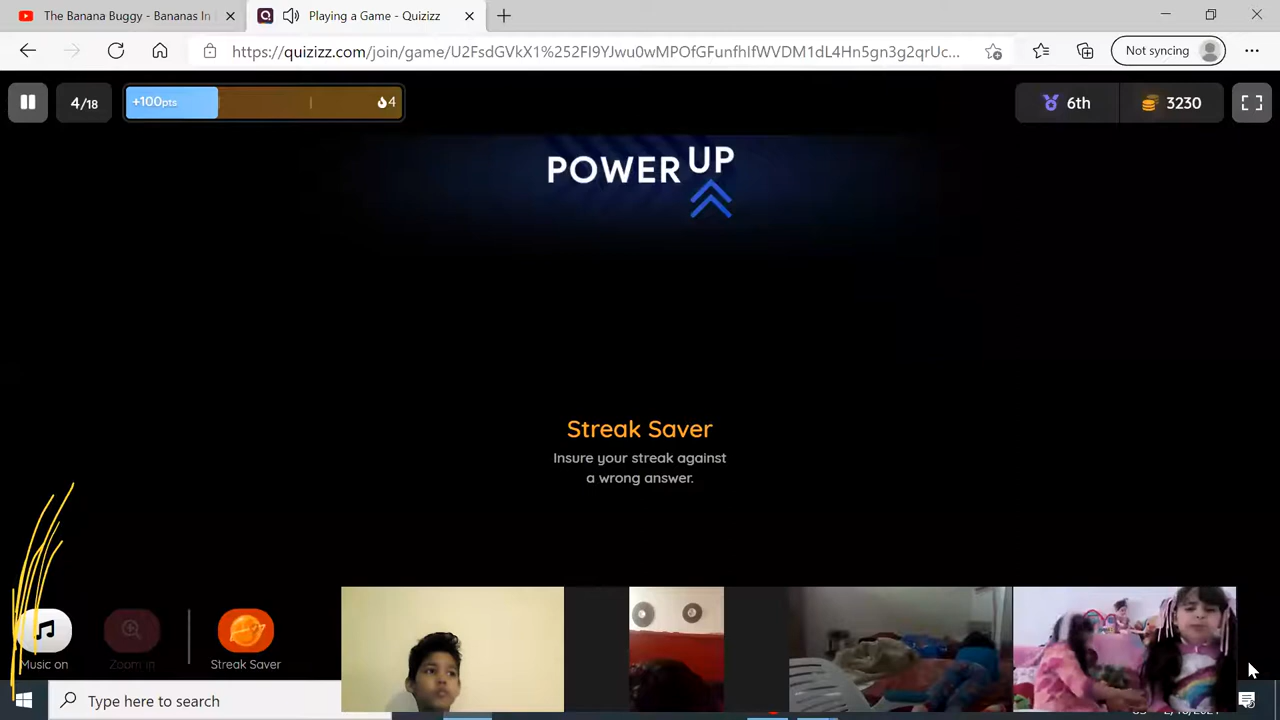 The Banana Buggy - Bananas In
Playing a Game - Quizizz
https://quizizz.com/join/game/U2FsdGVkX1%252FI9YJwu0wMPOfGFunfhIfWVDM1dL4Hn5gn3g2qrUc...
Not syncing
4/18
+100pts
4
6th
3230
POWER UP
Streak Saver
Insure your streak against
a wrong answer.
Music on
Zoom in
Streak Saver
Type here to search